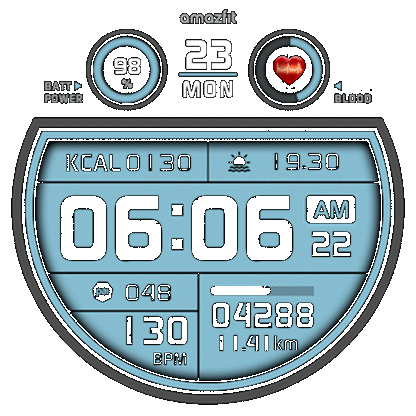 amazfit
98
%
23
MON
BATT
POWER
BLOOD
KCAL 0130
19.30
06:06
AM
22
048
130
BPM
04288
11.41km